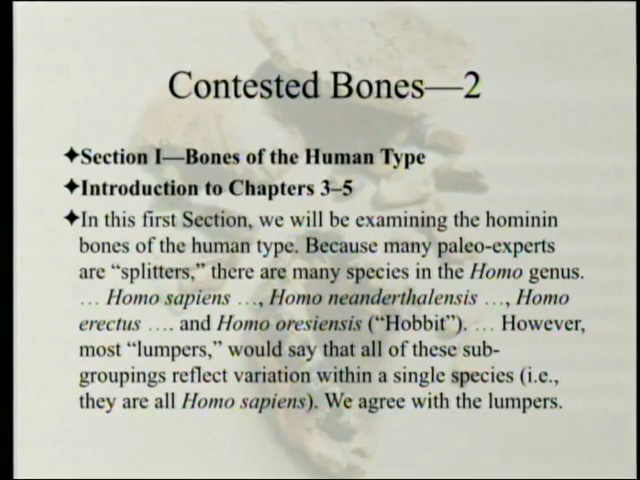 Contested Bones—2
✦Section I—Bones of the Human Type
✦Introduction to Chapters 3–5
✦In this first Section, we will be examining the hominin
bones of the human type. Because many paleo-experts
are “splitters,” there are many species in the Homo genus.
… Homo sapiens …, Homo neanderthalensis …, Homo
erectus …. and Homo oresiensis (“Hobbit”). … However,
most “lumpers,” would say that all of these sub-
groupings reflect variation within a single species (i.e.,
they are all Homo sapiens). We agree with the lumpers.